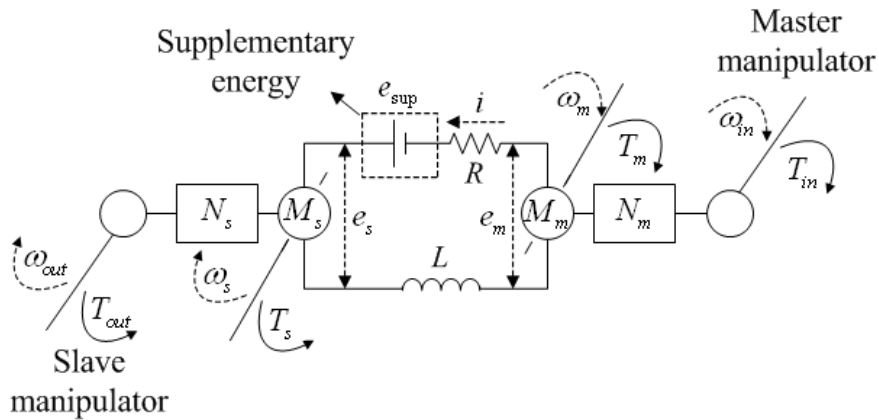 Supplementary
energy
Master
manipulator
e_sup
i
ω_m
ω_in
T_m
T_in
R
N_s
M_s
e_s
e_m
M_m
N_m
L
ω_out
ω_s
T_out
T_s
Slave
manipulator